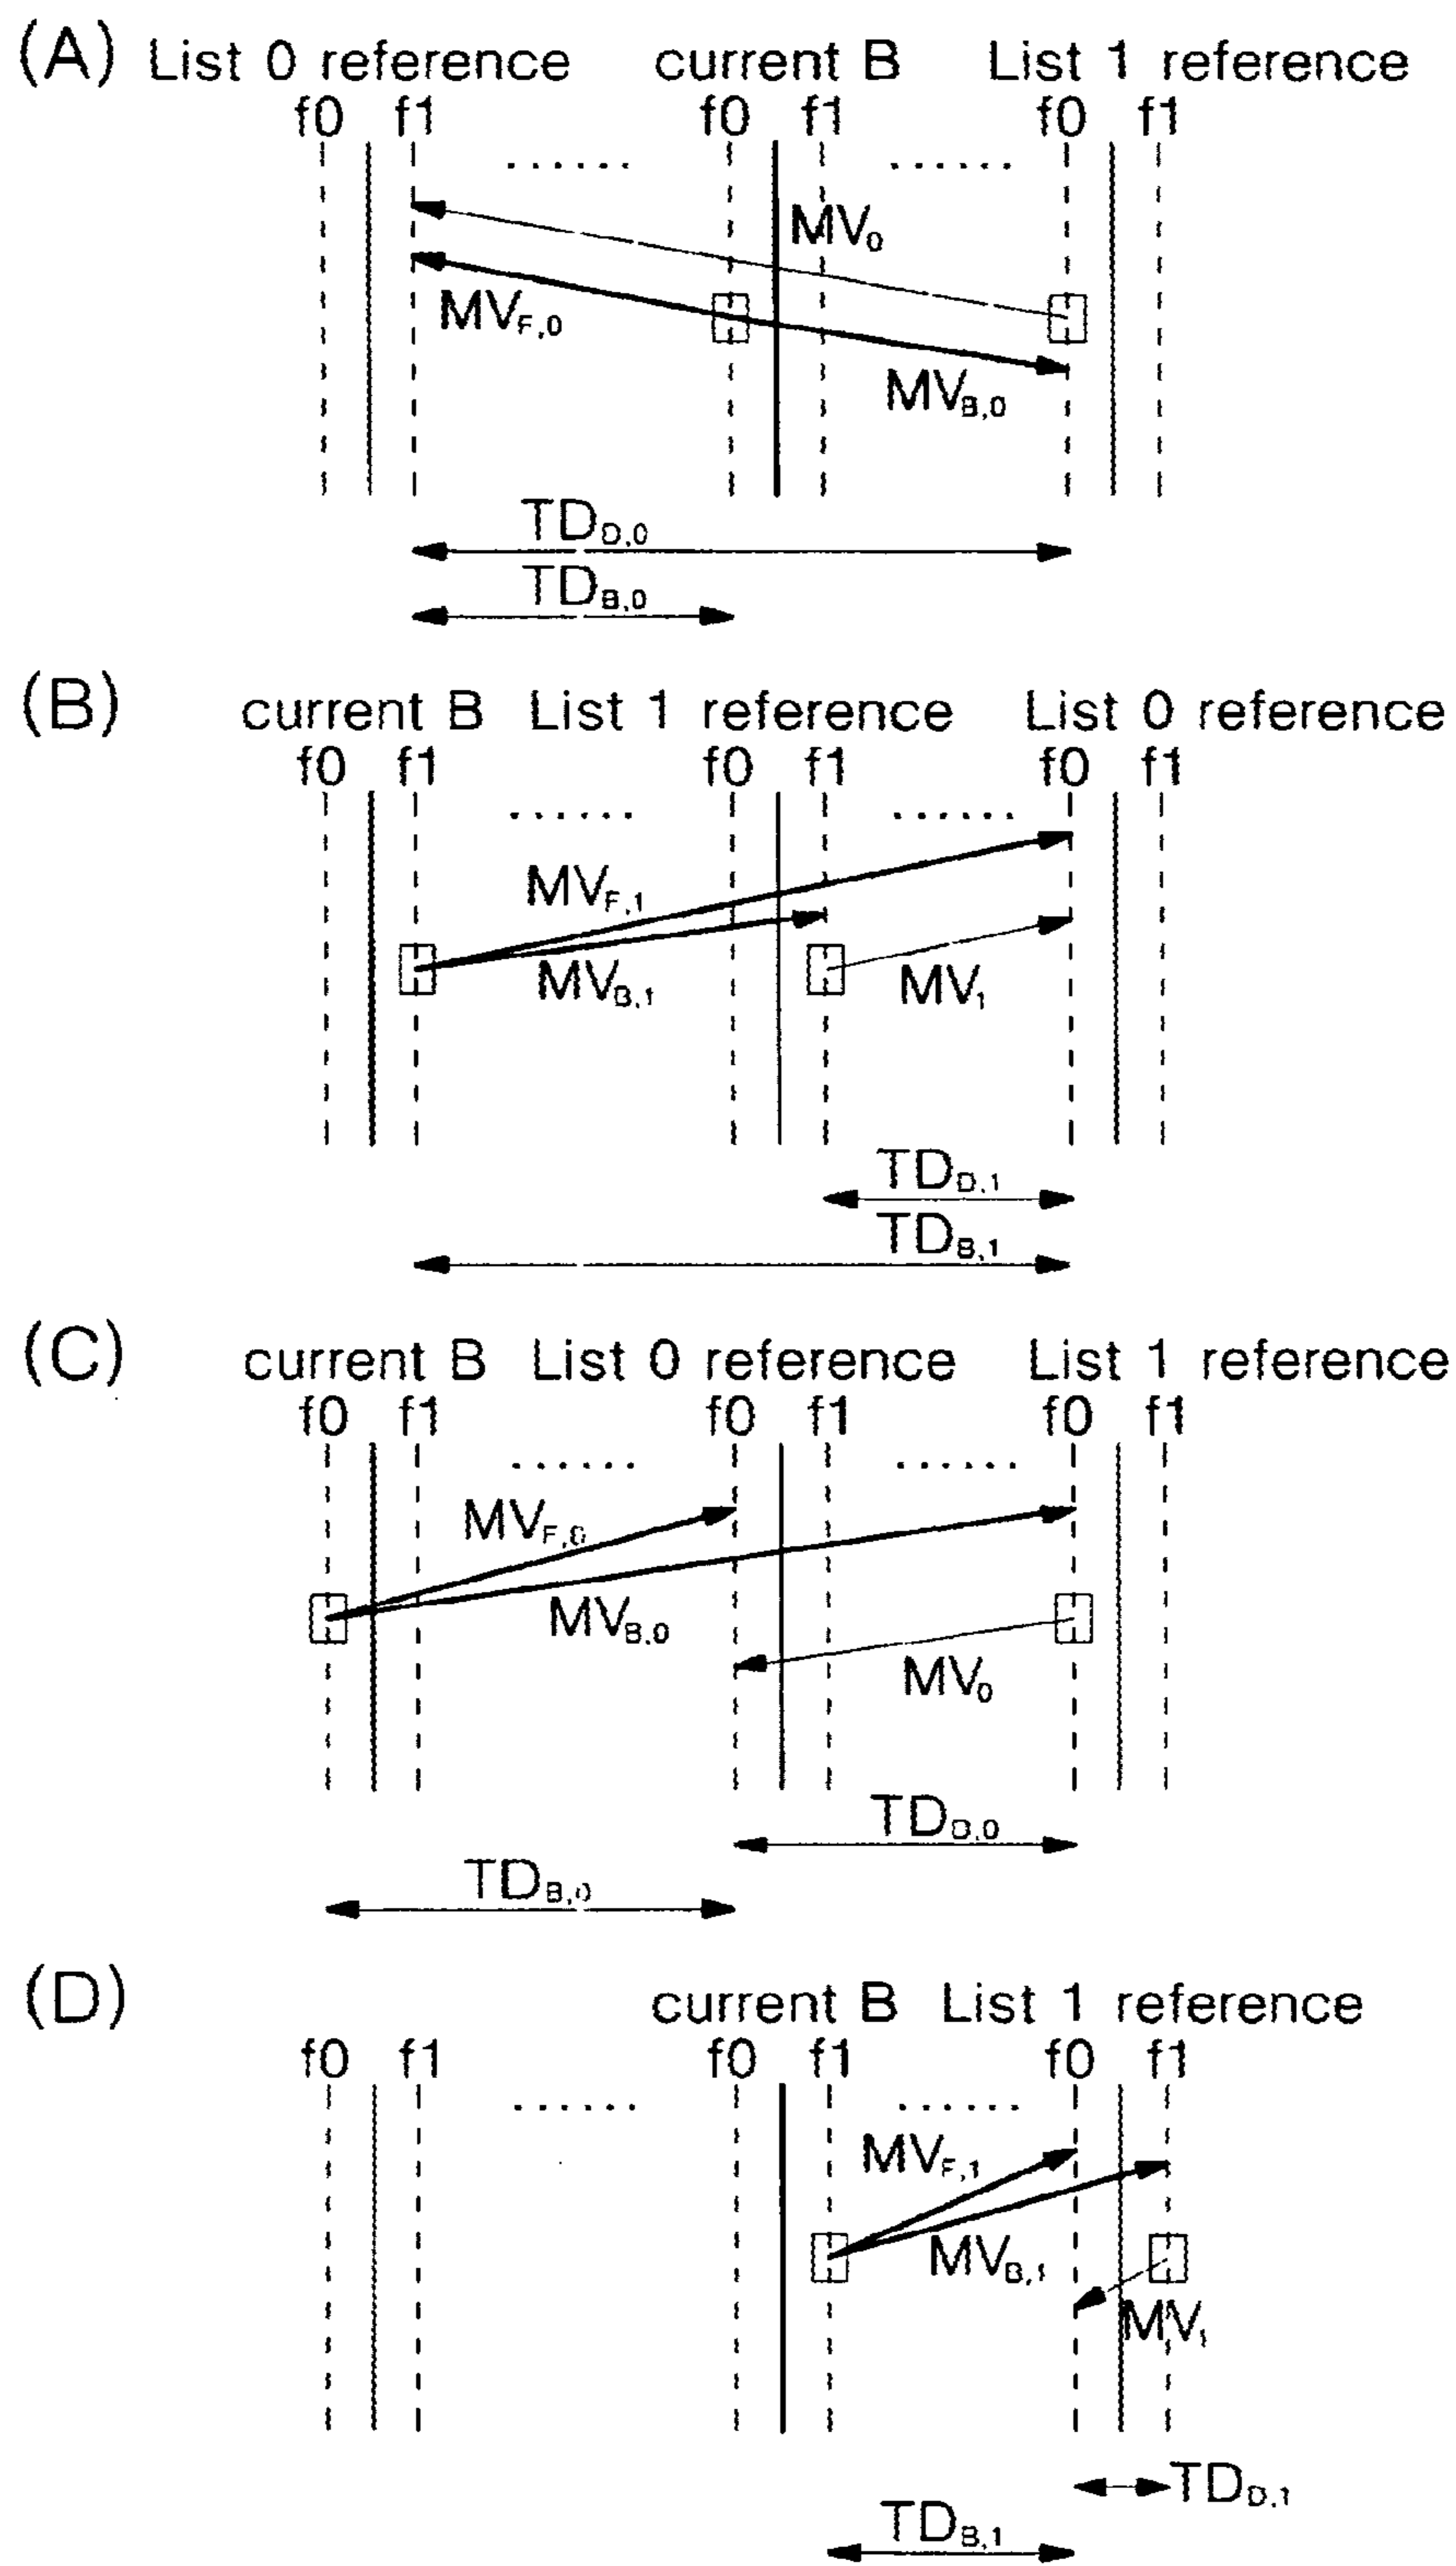 (A) List 0 reference current B List 1 reference
f0 f1 f0 f1 f0 f1
......  ......
MV0
MVF,0
MVB,0
TDD,0
TDB,0
(B) current B List 1 reference List 0 reference
f0 f1 f0 f1 f0 f1
......  ......
MVF,1
MVB,1 MV1
TDD,1
TDB,1
(C) current B List 0 reference List 1 reference
f0 f1 f0 f1 f0 f1
......  ......
MVF,0
MVB,0
MV0
TDD,0
TDB,0
(D) current B List 1 reference
f0 f1 f0 f1 f0 f1
......  ......
MVF,1
MVB,1
MV1
TDD,1
TDB,1